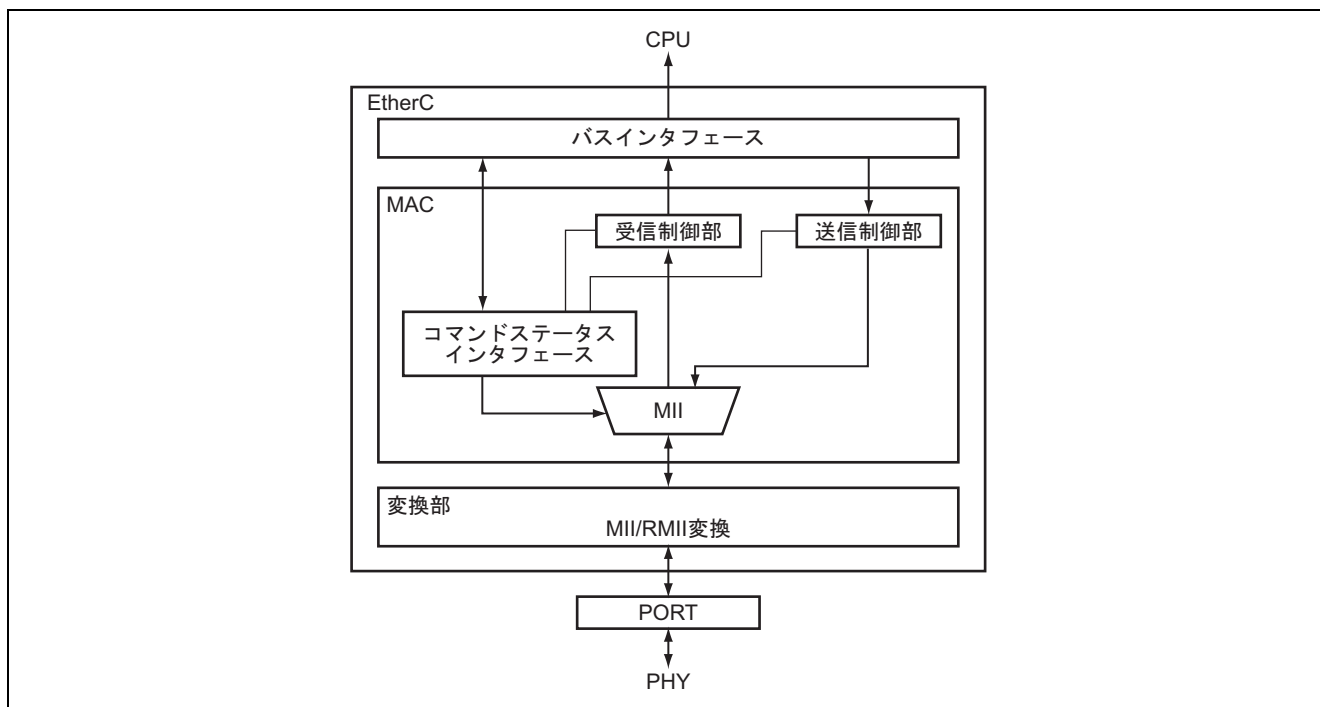 CPU
EtherC
バスインタフェース
MAC
受信制御部
送信制御部
コマンドステータス
インタフェース
MII
変換部
MII/RMII変換
PORT
PHY